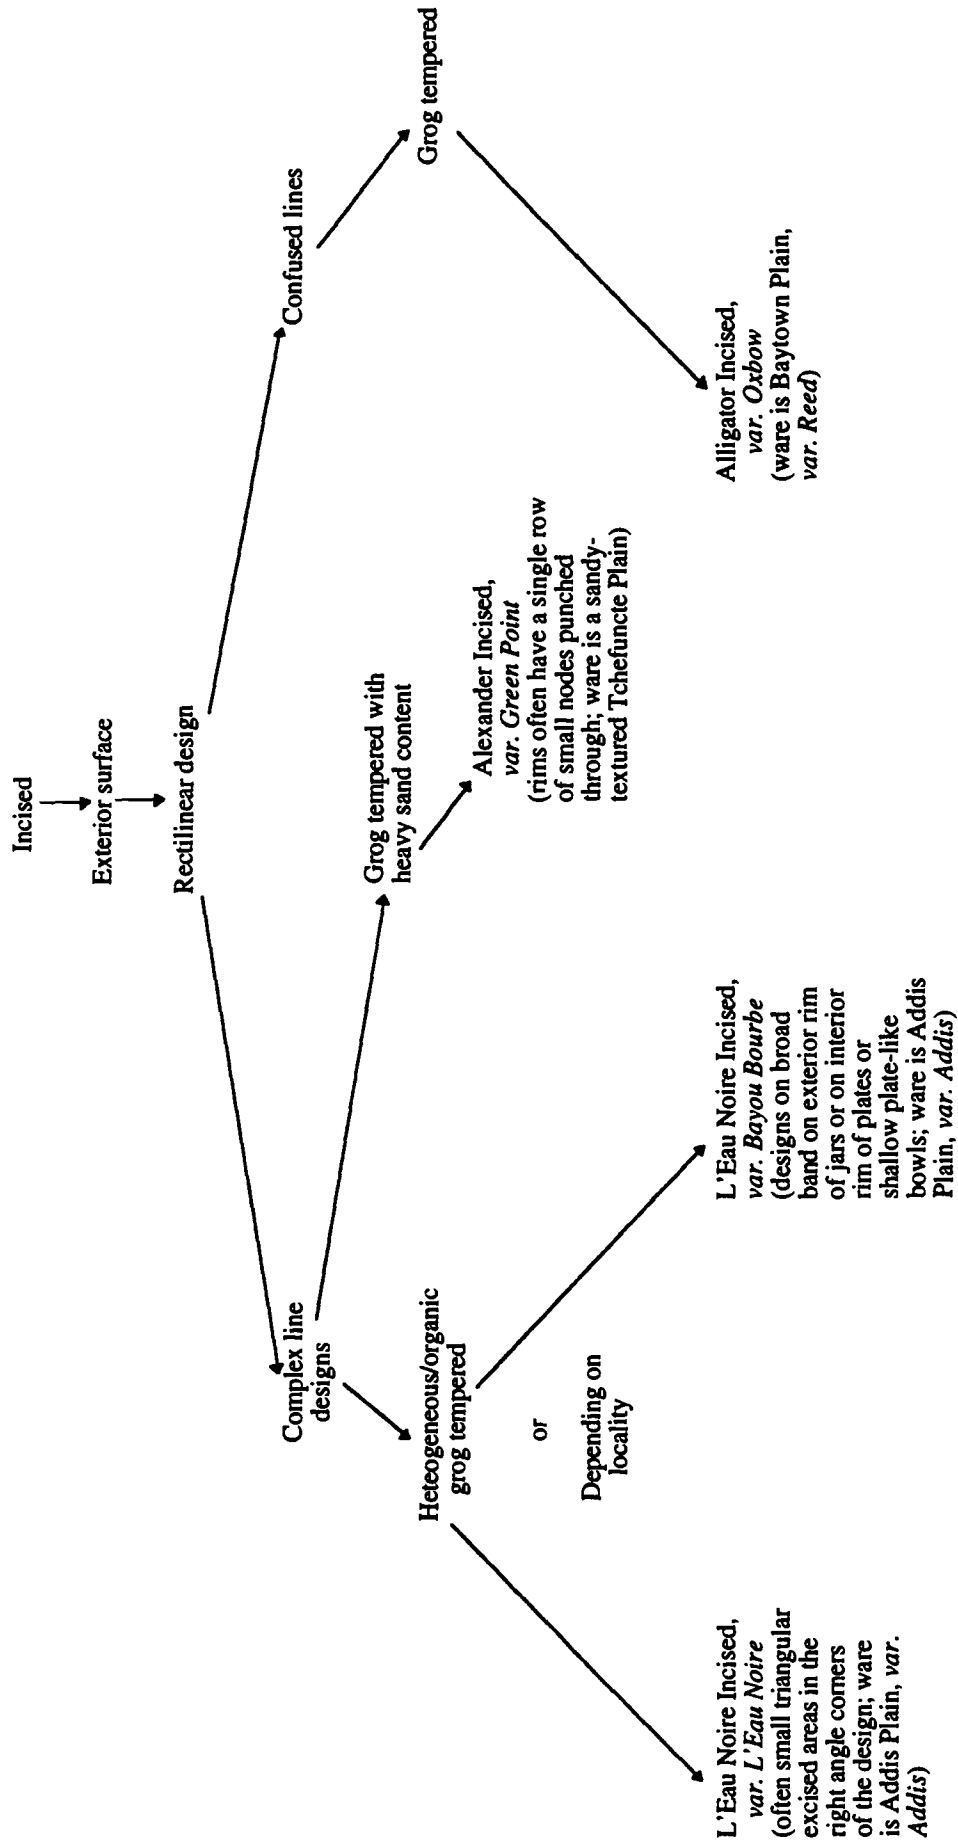 Incised
Exterior surface
Rectilinear design
Complex line
designs
Confused lines
Grog tempered with
heavy sand content
Heteogeneous/organic
grog tempered
Grog tempered
or
Depending on
locality
L'Eau Noire Incised,
var. L'Eau Noire
(often small triangular
excised areas in the
right angle corners
of the design; ware
is Addis Plain, var.
Addis)
L'Eau Noire Incised,
var. Bayou Bourbe
(designs on broad
band on exterior rim
of jars or on interior
rim of plates or
shallow plate-like
bowls; ware is Addis
Plain, var. Addis)
Alexander Incised,
var. Green Point
(rims often have a single row
of small nodes punched
through; ware is a sandy-
textured Tchefuncte Plain)
Alligator Incised,
var. Oxbow
(ware is Baytown Plain,
var. Reed)